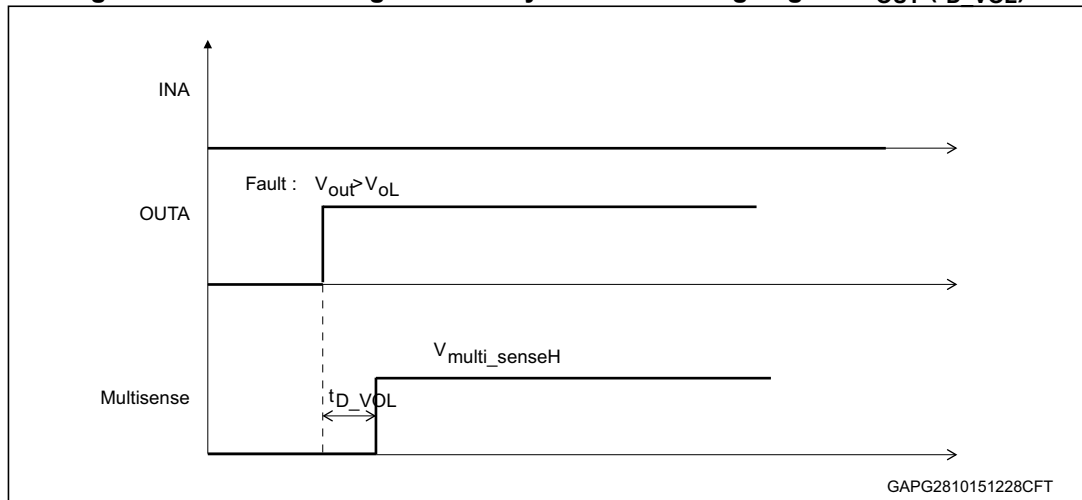 INA
Fault : Vout>VoL
OUTA
Vmulti_senseH
Multisense
tD_VOL
GAPG2810151228CFT